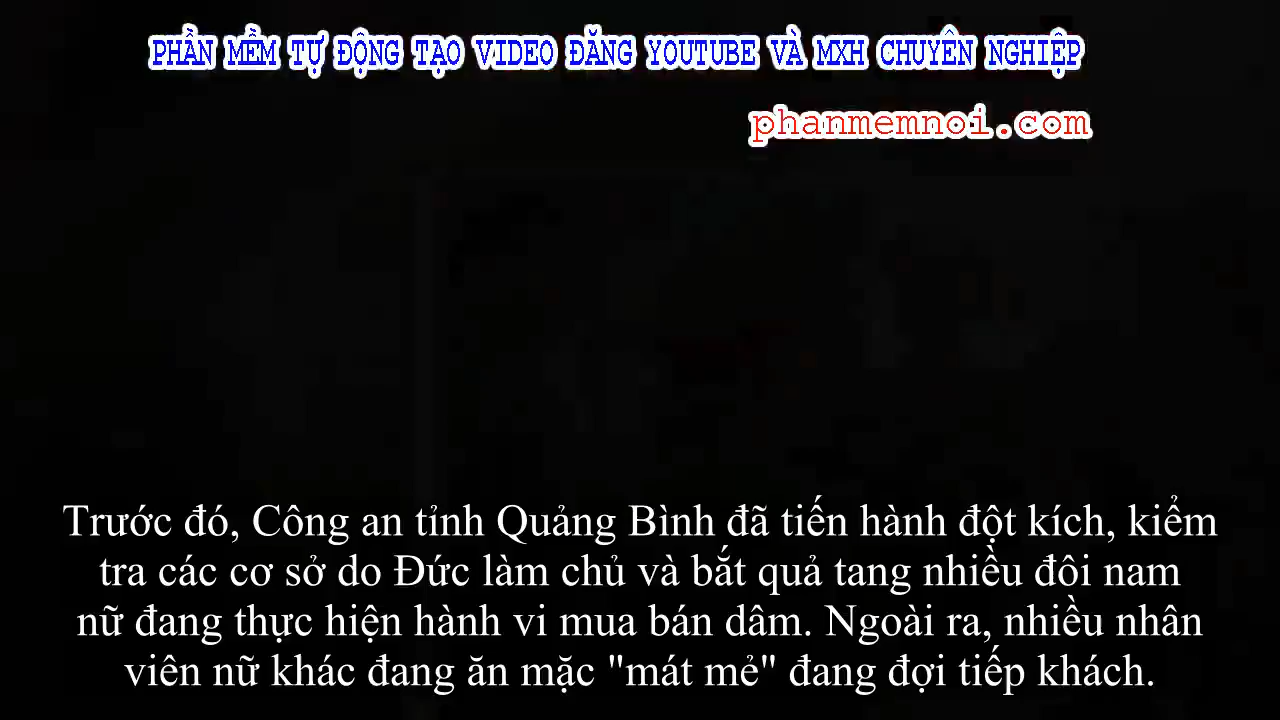 PHẦN MỀM TỰ ĐỘNG TẠO VIDEO ĐĂNG YOUTUBE VÀ MXH CHUYÊN NGHIỆP
phanmemnoi.com
Trước đó, Công an tỉnh Quảng Bình đã tiến hành đột kích, kiểm
tra các cơ sở do Đức làm chủ và bắt quả tang nhiều đôi nam
nữ đang thực hiện hành vi mua bán dâm. Ngoài ra, nhiều nhân
viên nữ khác đang ăn mặc "mát mẻ" đang đợi tiếp khách.